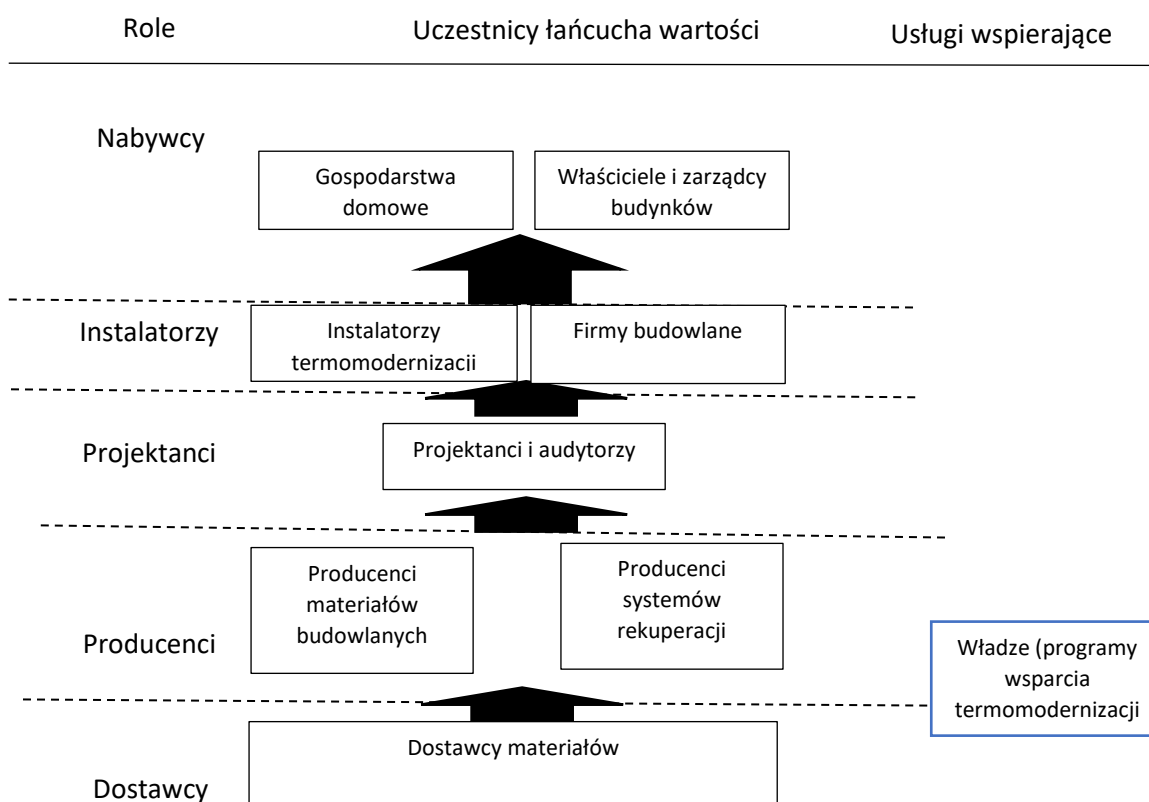 Role
Uczestnicy łańcucha wartości
Usługi wspierające
Nabywcy
Gospodarstwa
domowe
Właściciele i zarządcy
budynków
Instalatorzy
Instalatorzy
termomodernizacji
Firmy budowlane
Projektanci
Projektanci i audytorzy
Producenci
Producenci
materiałów
budowlanych
Producenci
systemów
rekuperacji
Władze (programy
wsparcia
termomodernizacji
Dostawcy materiałów
Dostawcy